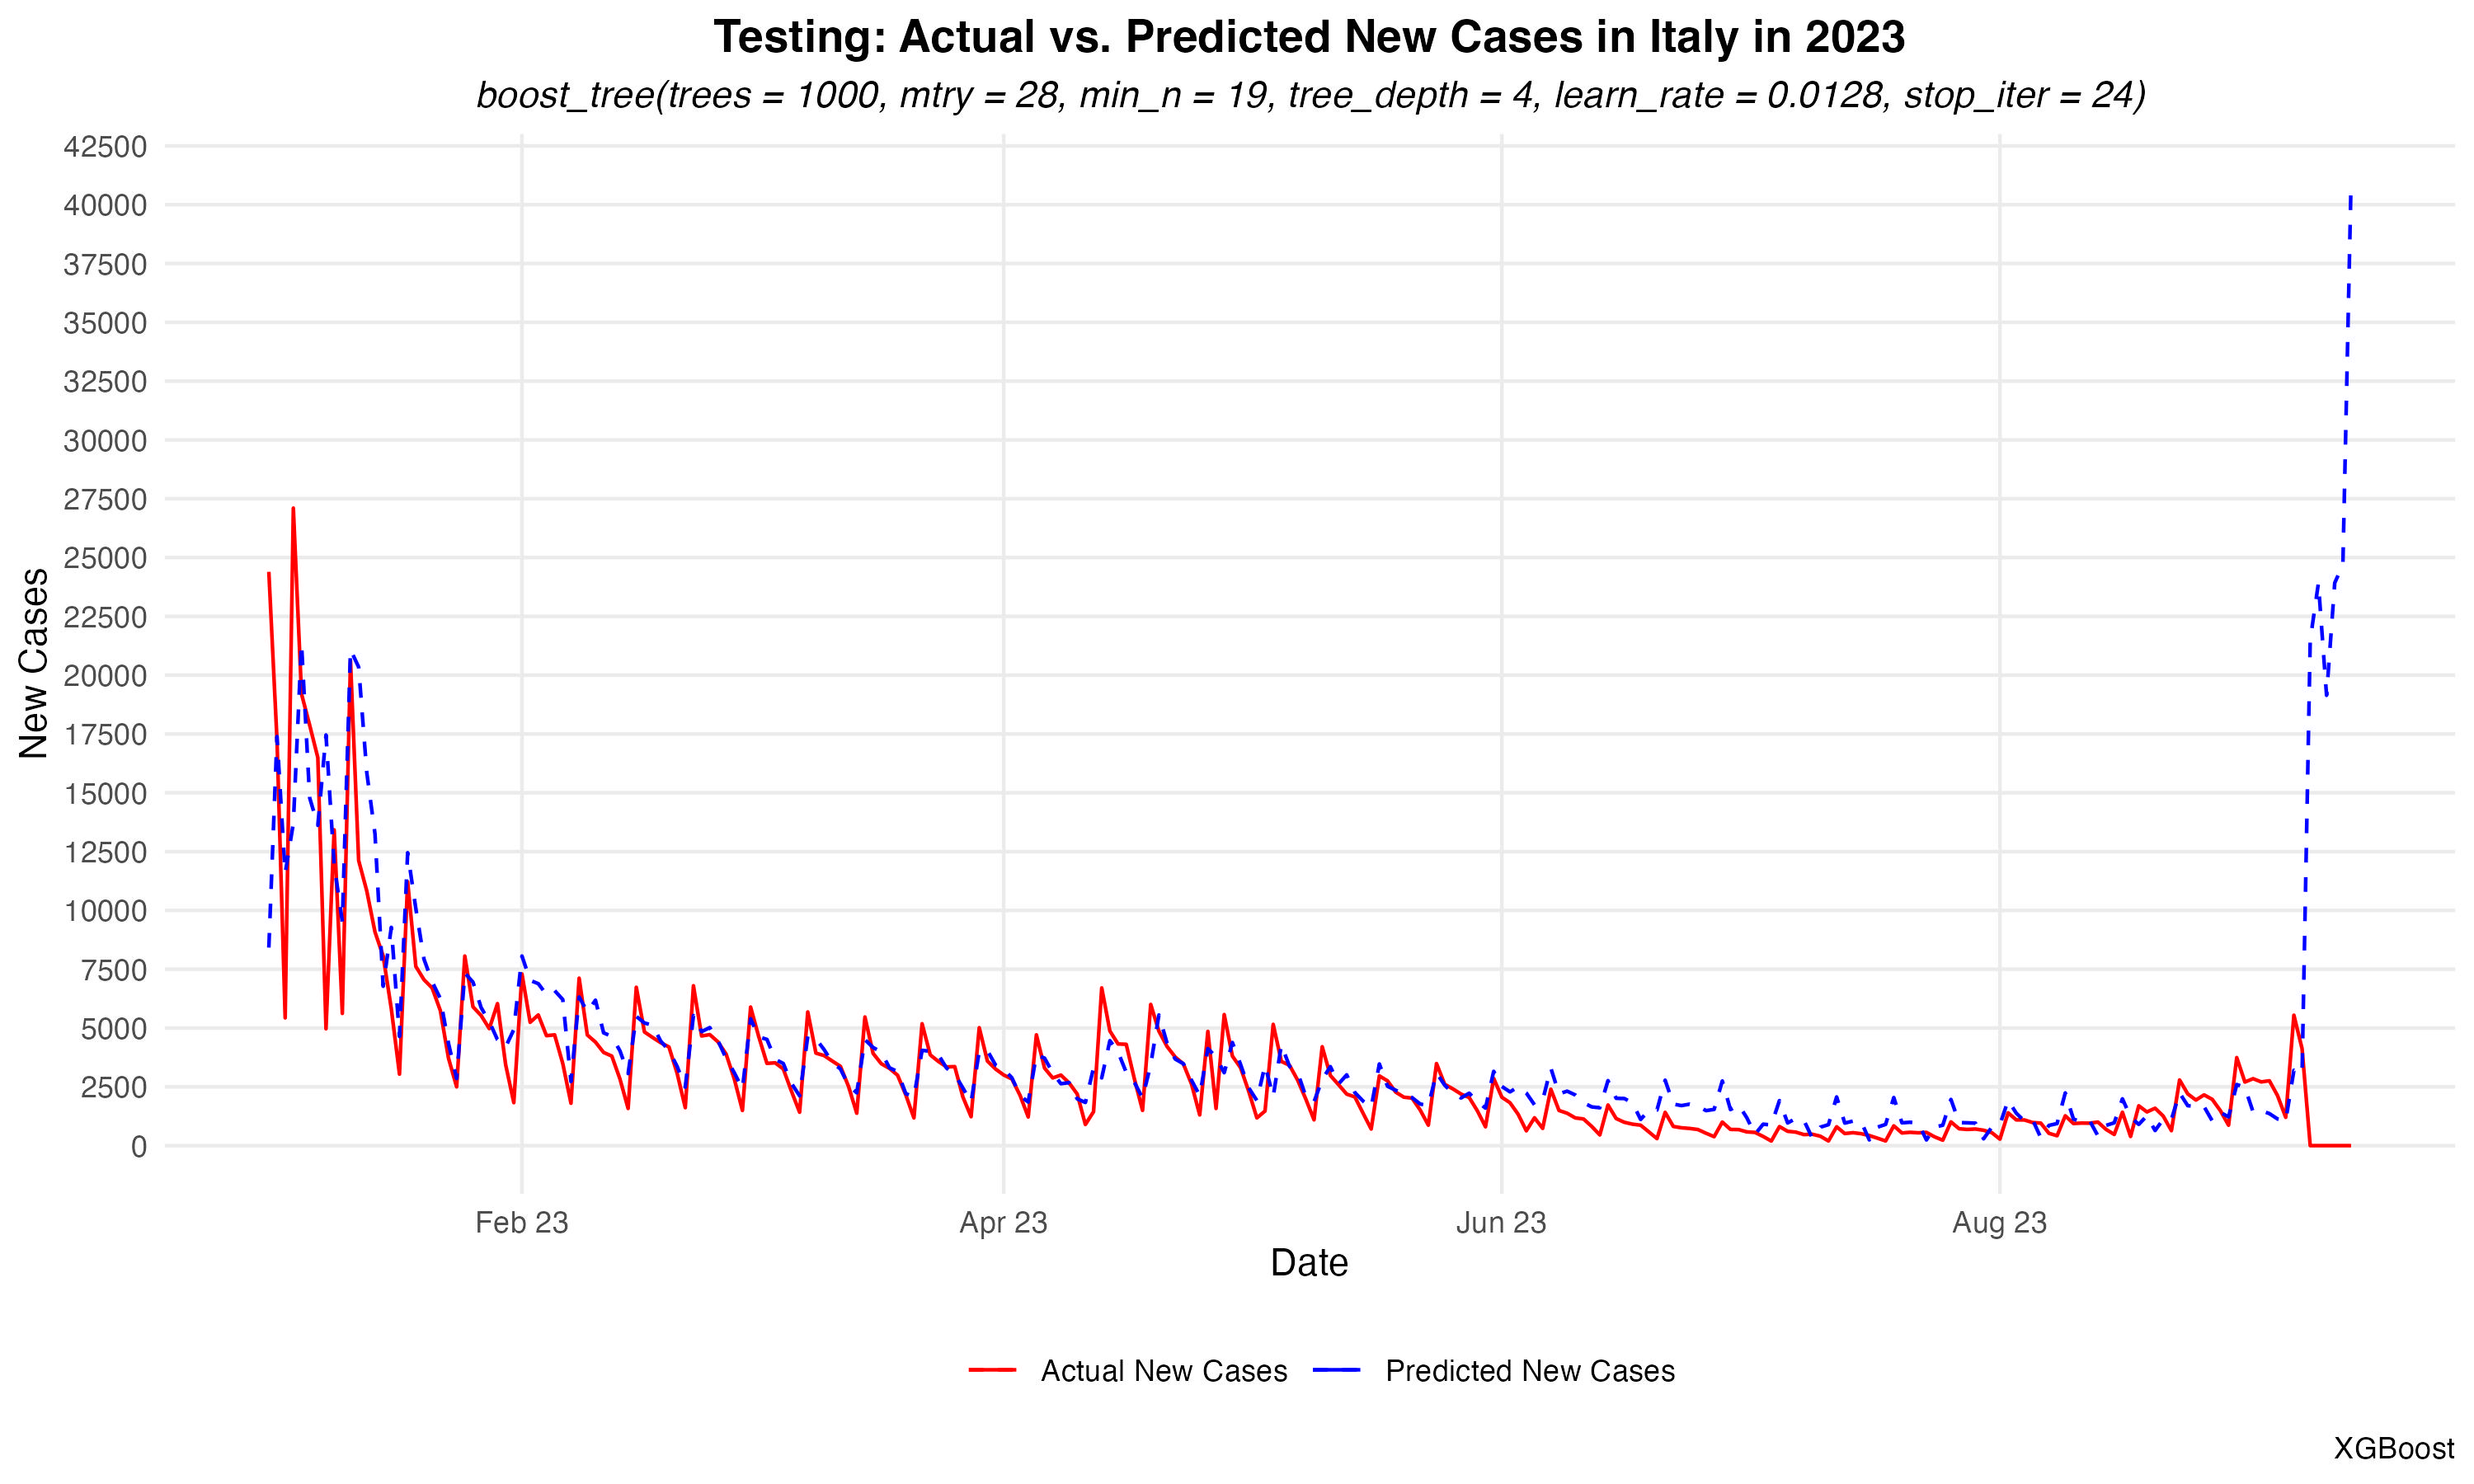 Testing: Actual vs. Predicted New Cases in Italy in 2023
boost_tree(trees = 1000, mtry = 28, min_n = 19, tree_depth = 4, learn_rate = 0.0128, stop_iter = 24)
42500
40000
37500
35000
32500
30000
27500
25000
22500
20000
17500
15000
12500
10000
7500
5000
2500
0
New Cases
Feb 23 Apr 23 Jun 23 Aug 23
Date
Actual New Cases Predicted New Cases
XGBoost